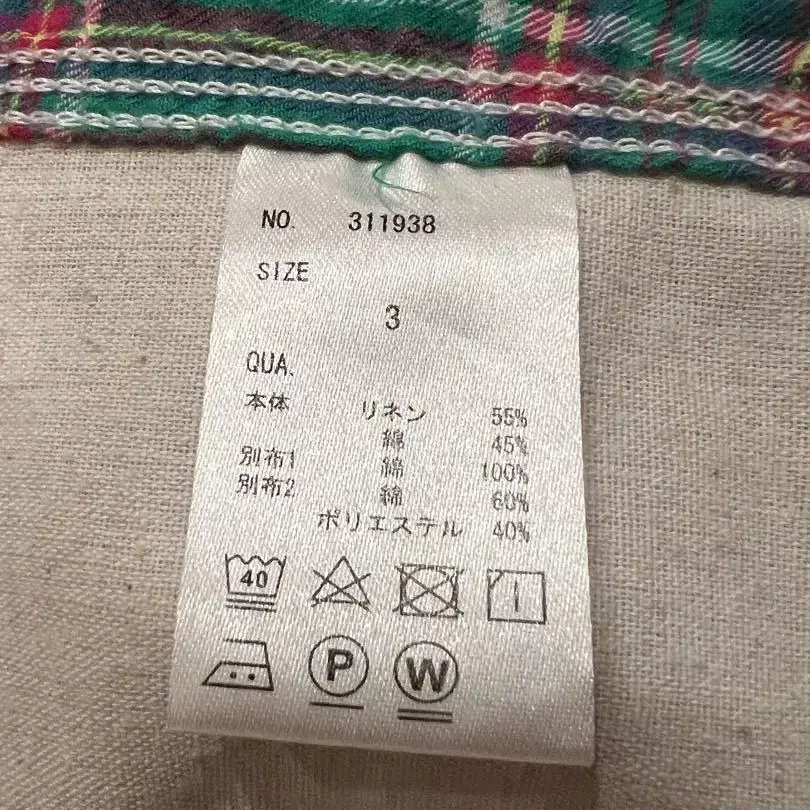 NO. 311938
SIZE
3
QUA.
本体 リネン 55%
綿 45%
別布1 綿 100%
別布2 綿 60%
ポリエステル 40%
40
P W